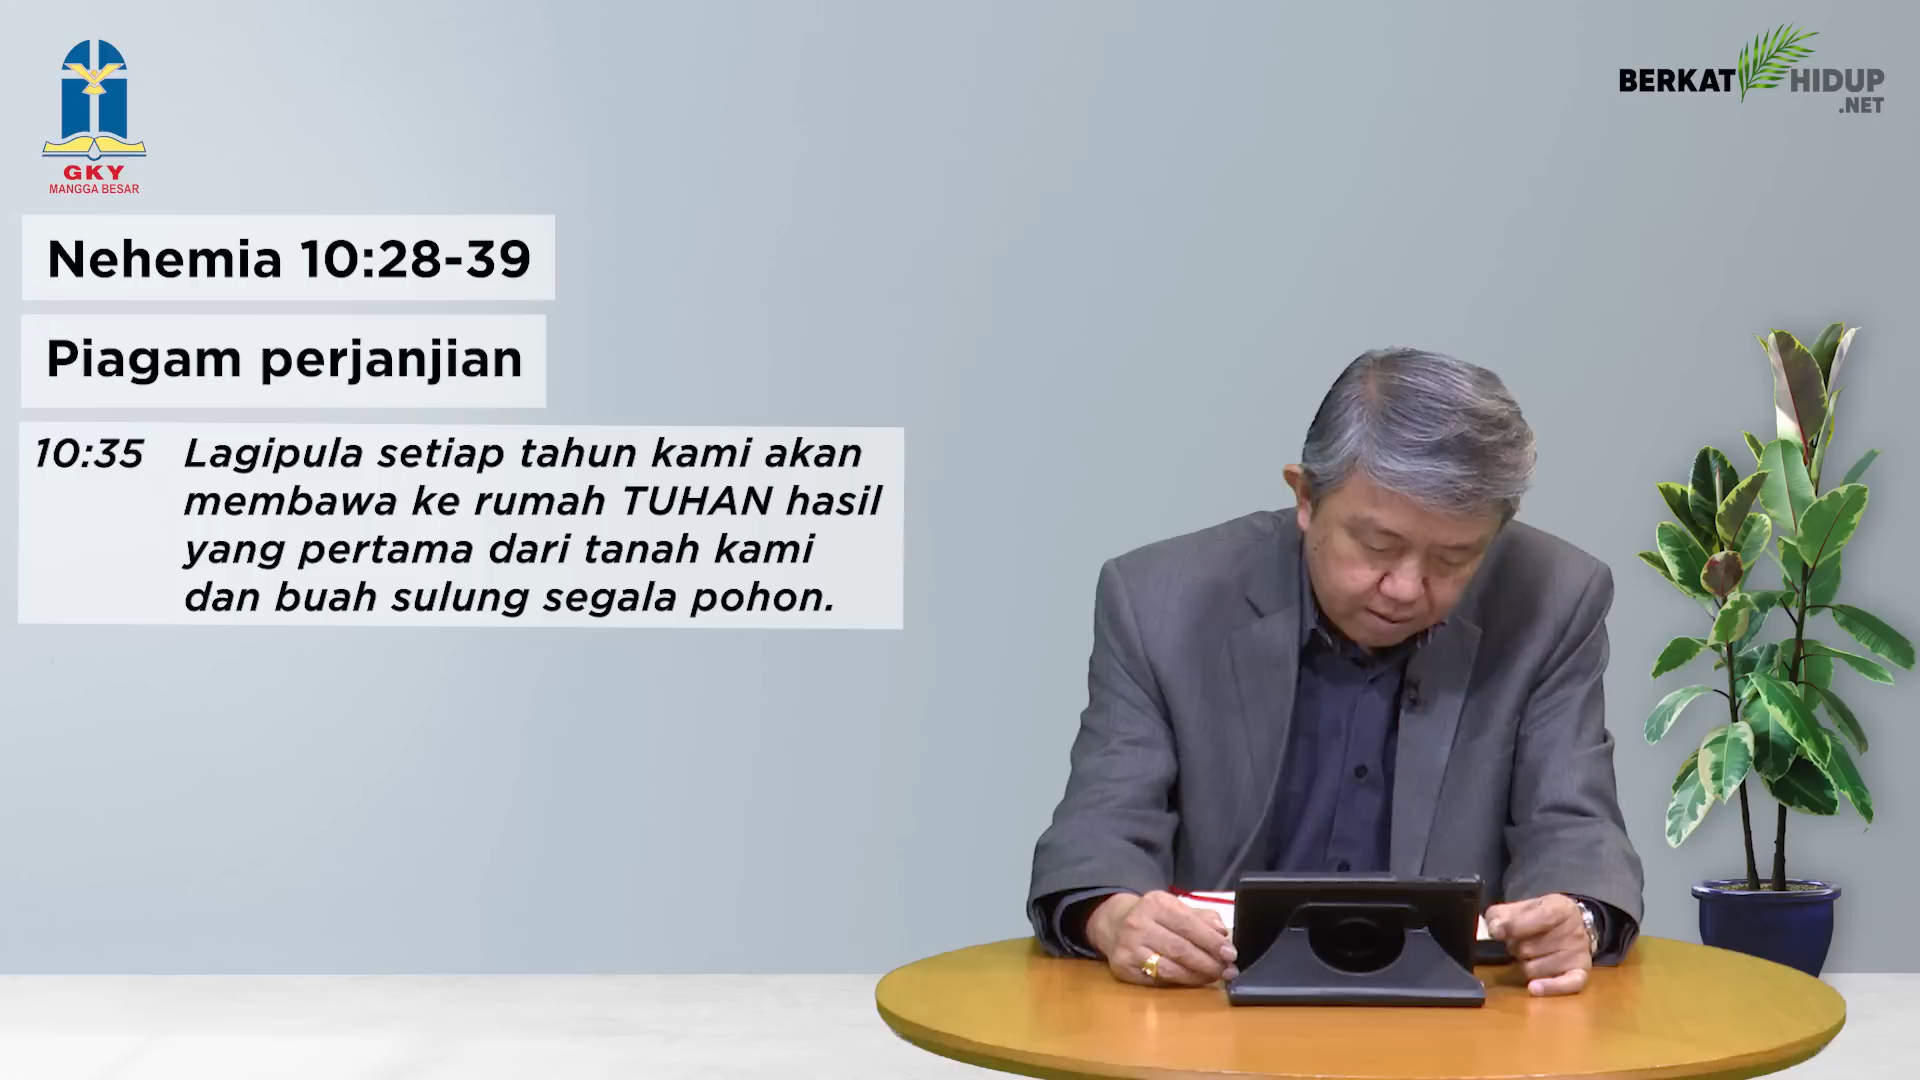 GKY
MANGGA BESAR
BERKAT HIDUP
.NET
Nehemia 10:28-39
Piagam perjanjian
10:35 Lagipula setiap tahun kami akan
membawa ke rumah TUHAN hasil
yang pertama dari tanah kami
dan buah sulung segala pohon.